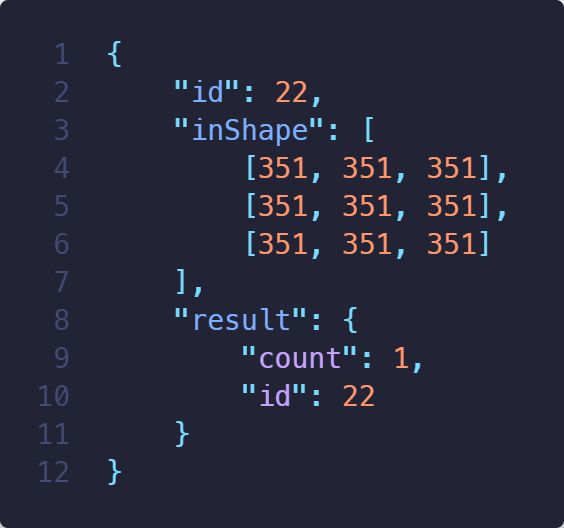 1 {
2     "id": 22,
3     "inShape": [
4         [351, 351, 351],
5         [351, 351, 351],
6         [351, 351, 351]
7     ],
8     "result": {
9         "count": 1,
10         "id": 22
11     }
12 }